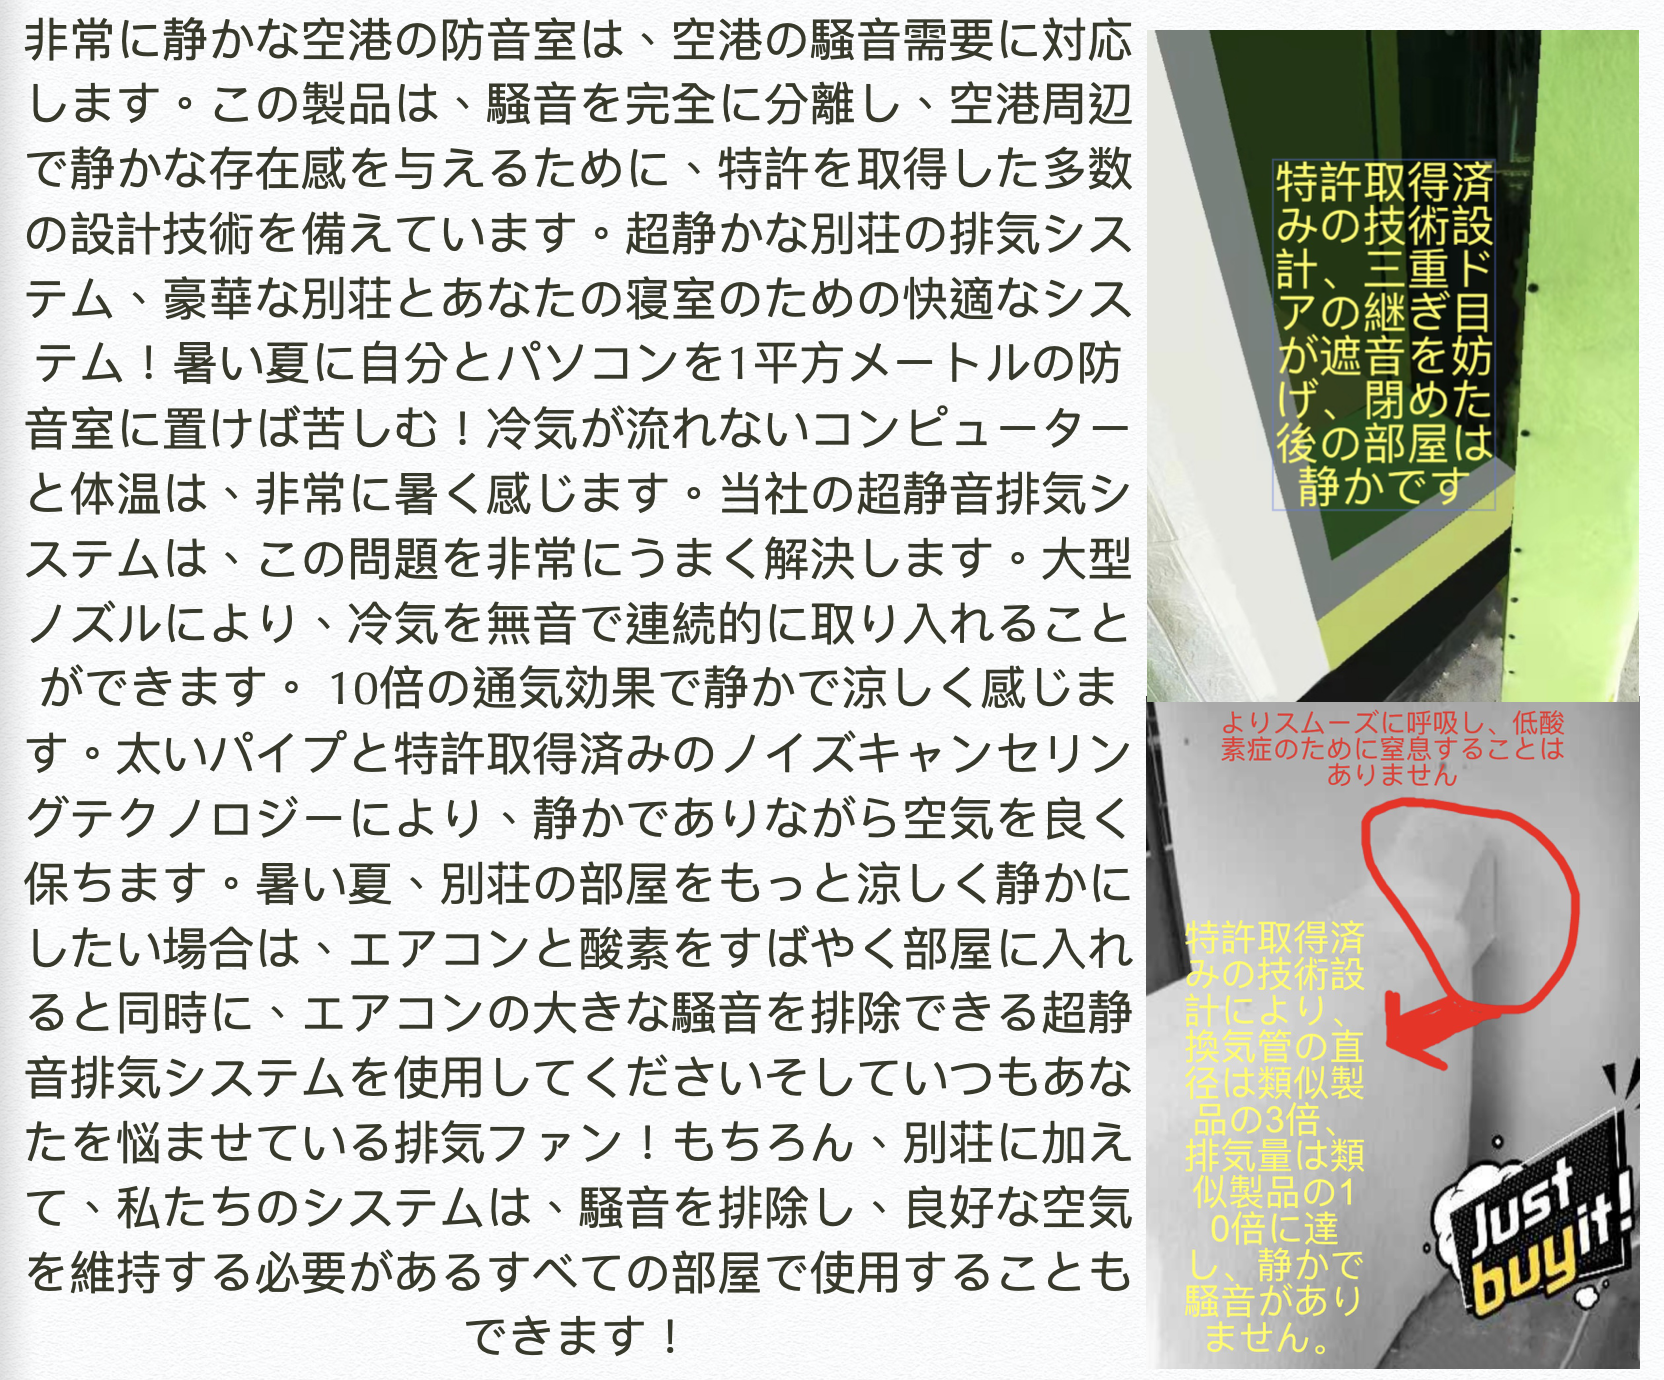 非常に静かな空港の防音室は、空港の騒音需要に対応
します。この製品は、騒音を完全に分離し、空港周辺
で静かな存在感を与えるために、特許を取得した多数
の設計技術を備えています。超静かな別荘の排気シス
テム、豪華な別荘とあなたの寝室のための快適なシス
テム！暑い夏に自分とパソコンを1平方メートルの防
音室に置けば苦しむ！冷気が流れないコンピューター
と体温は、非常に暑く感じます。当社の超静音排気シ
ステムは、この問題を非常にうまく解決します。大型
ノズルにより、冷気を無音で連続的に取り入れること
ができます。 10倍の通気効果で静かで涼しく感じま
す。太いパイプと特許取得済みのノイズキャンセリン
グテクノロジーにより、静かでありながら空気を良く
保ちます。暑い夏、別荘の部屋をもっと涼しく静かに
したい場合は、エアコンと酸素をすばやく部屋に入れ
ると同時に、エアコンの大きな騒音を排除できる超静
音排気システムを使用してくださいそしていつもあな
たを悩ませている排気ファン！もちろん、別荘に加え
て、私たちのシステムは、騒音を排除し、良好な空気
を維持する必要があるすべての部屋で使用することも
できます！
特許取得済
みの技術設
計、三重ド
アの継ぎ目
が遮音を妨
げ、閉めた
後の部屋は
静かです
よりスムーズに呼吸し、低酸
素症のために窒息することは
ありません
特許取得済
みの技術設
計により、
換気管の直
径は類似製
品の3倍、
排気量は類
似製品の1
0倍に達
し、静かで
騒音があり
ません。
Just
buy it!